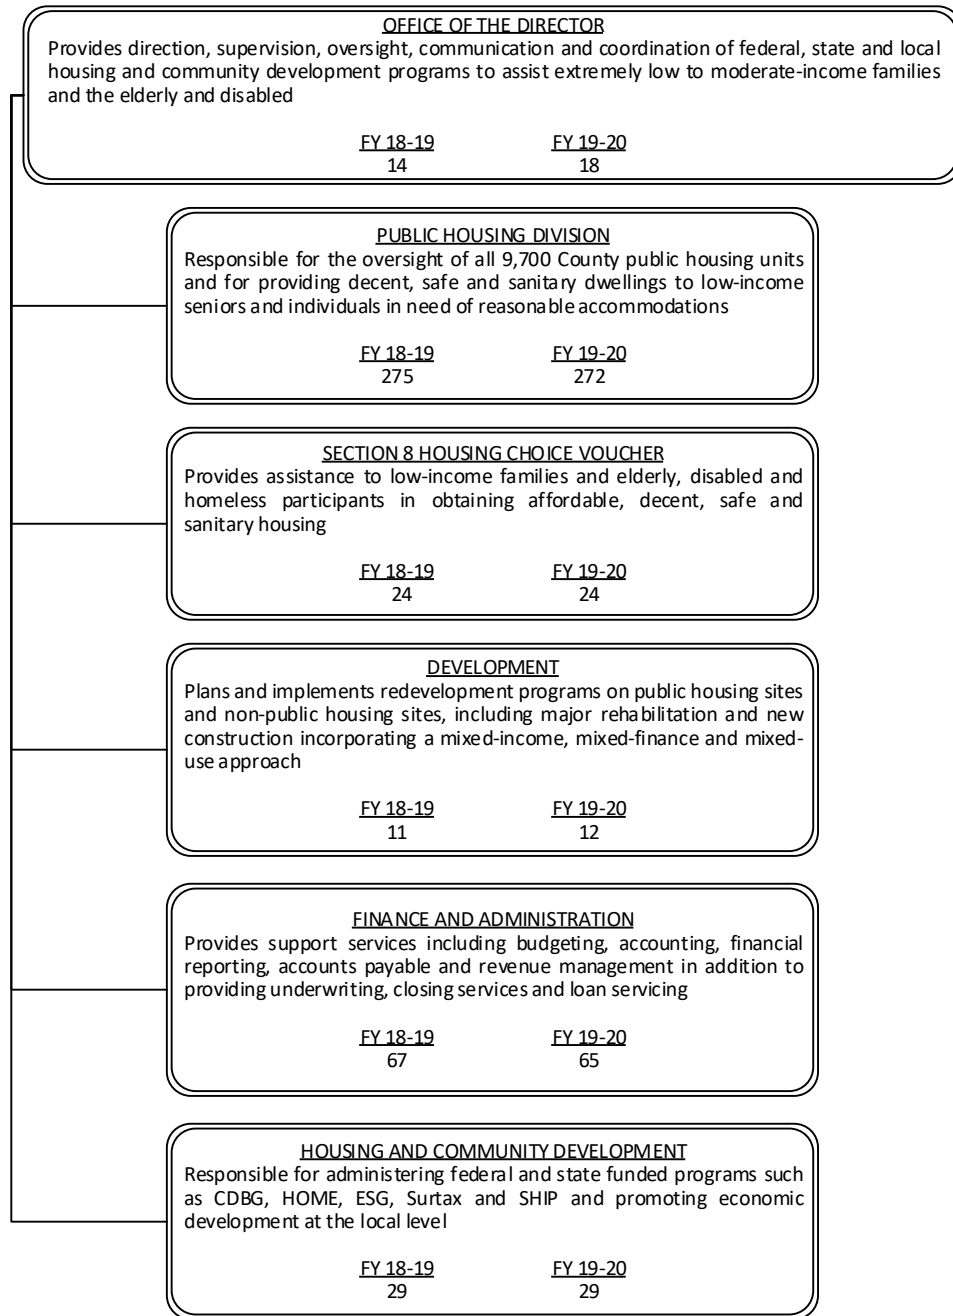 OFFICE OF THE DIRECTOR
Provides direction, supervision, oversight, communication and coordination of federal, state and local
housing and community development programs to assist extremely low to moderate-income families
and the elderly and disabled
FY 18-19 FY 19-20
14 18
PUBLIC HOUSING DIVISION
Responsible for the oversight of all 9,700 County public housing units
and for providing decent, safe and sanitary dwellings to low-income
seniors and individuals in need of reasonable accommodations
FY 18-19 FY 19-20
275 272
SECTION 8 HOUSING CHOICE VOUCHER
Provides assistance to low-income families and elderly, disabled and
homeless participants in obtaining affordable, decent, safe and
sanitary housing
FY 18-19 FY 19-20
24 24
DEVELOPMENT
Plans and implements redevelopment programs on public housing sites
and non-public housing sites, including major rehabilitation and new
construction incorporating a mixed-income, mixed-finance and mixed-
use approach
FY 18-19 FY 19-20
11 12
FINANCE AND ADMINISTRATION
Provides support services including budgeting, accounting, financial
reporting, accounts payable and revenue management in addition to
providing underwriting, closing services and loan servicing
FY 18-19 FY 19-20
67 65
HOUSING AND COMMUNITY DEVELOPMENT
Responsible for administering federal and state funded programs such
as CDBG, HOME, ESG, Surtax and SHIP and promoting economic
development at the local level
FY 18-19 FY 19-20
29 29